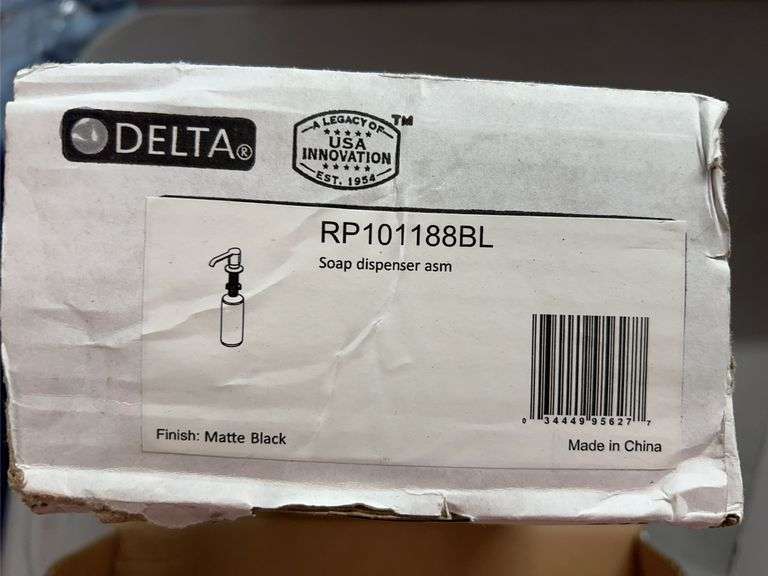 DELTA®
A LEGACY OF
USA
INNOVATION
EST. 1954
TM
RP101188BL
Soap dispenser asm
0 34449 95627 7
Finish: Matte Black
Made in China